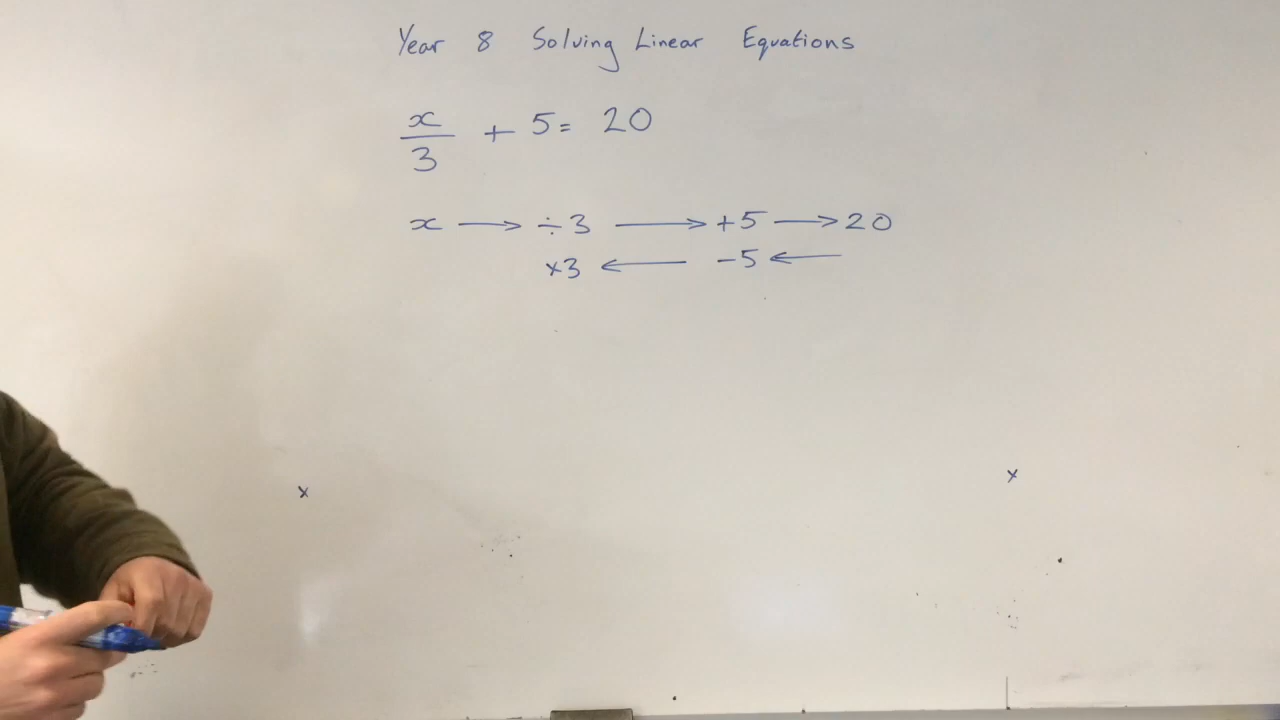 Year 8 Solving Linear Equations
x/3 + 5 = 20
x → ÷3 → +5 → 20
×3 ← −5 ←
x x